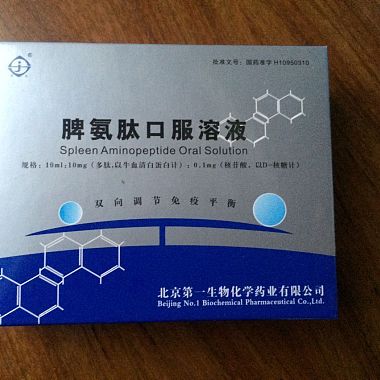 批准文号：国药准字H10950310
脾氨肽口服溶液
Spleen Aminopeptide Oral Solution
规格：10ml:10mg（多肽,以牛血清白蛋白计）：0.1mg（核苷酸，以D-核糖计）
双向调节免疫平衡
北京第一生物化学药业有限公司
Beijing No.1 Biochemical Pharmaceutical Co.,Ltd.